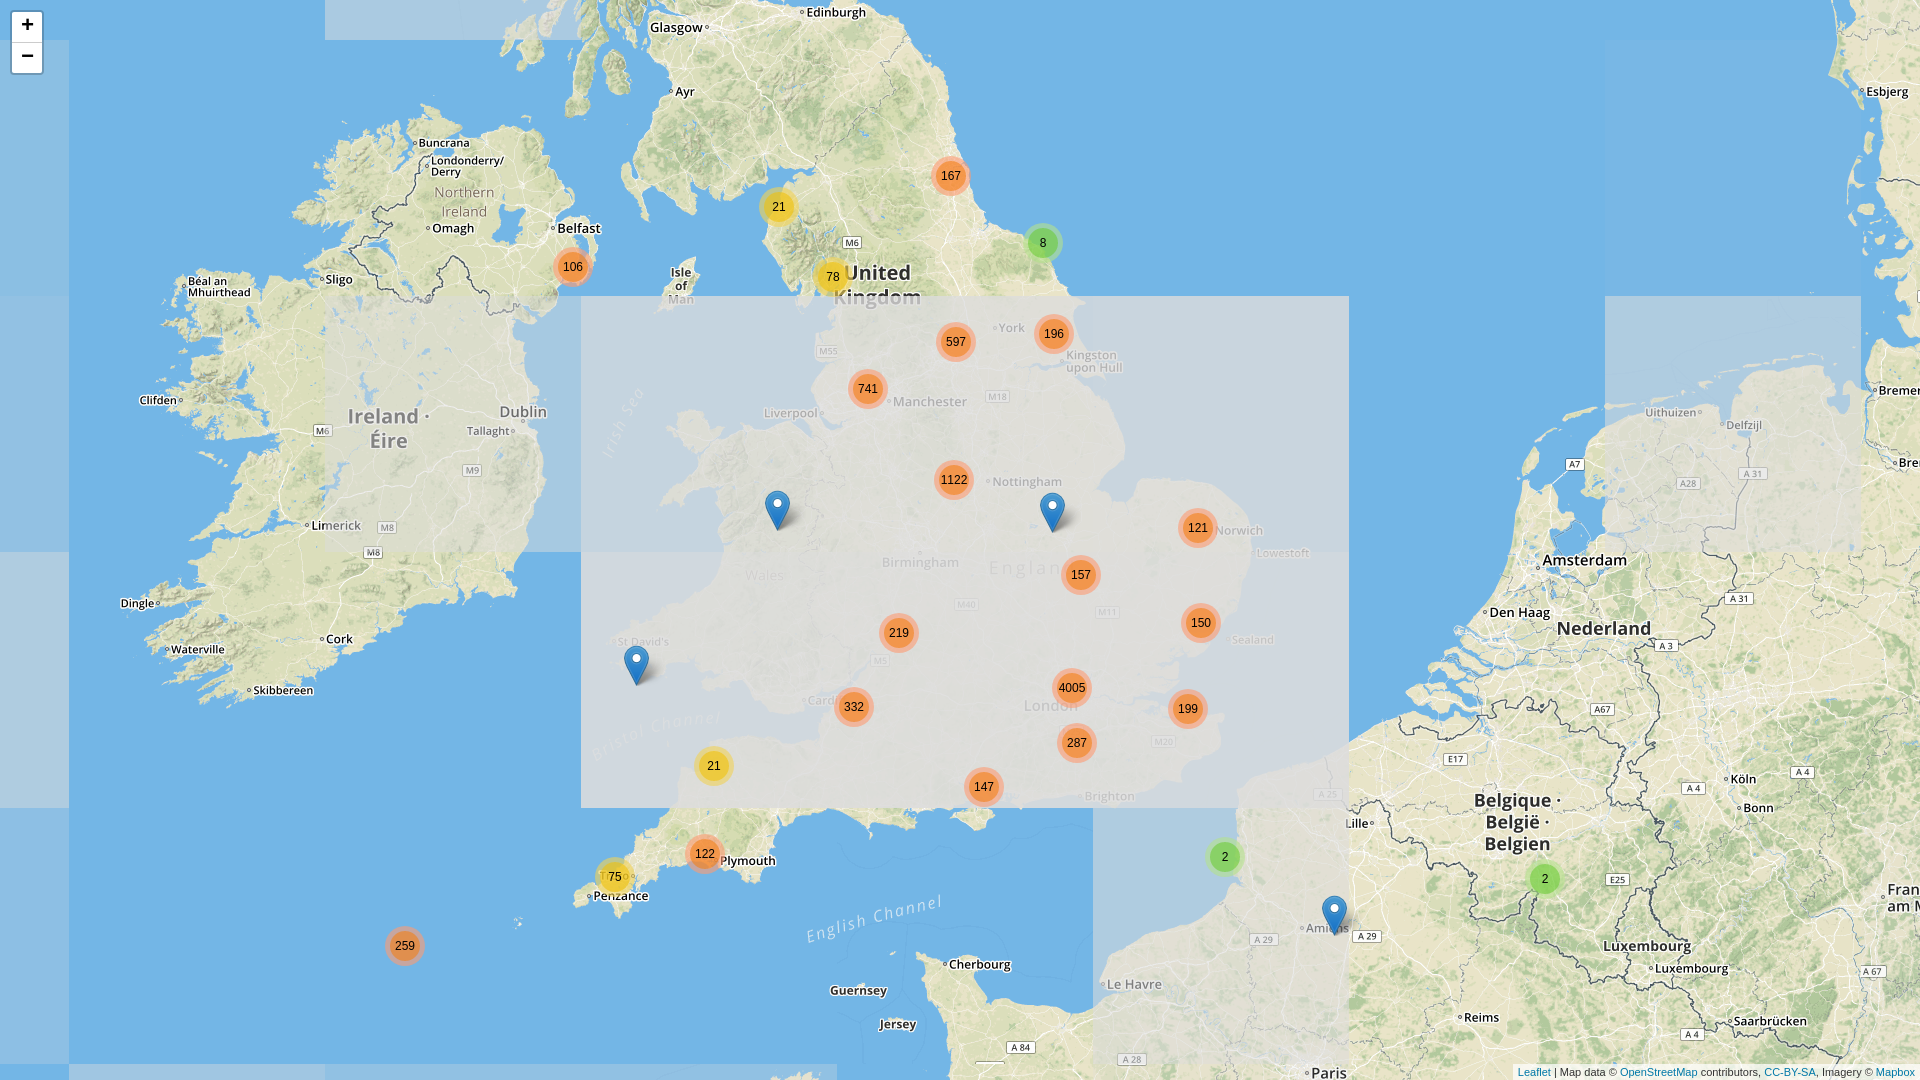 +
−
Edinburgh
Glasgow
Ayr
Esbjerg
Buncrana
Londonderry/
Derry
167
Northern
Ireland
21
Omagh
Belfast
M6
8
106
78
United
Kingdom
Isle
of
Man
Sligo
Béal an
Mhuirthead
York
196
597
M55
Kingston
upon Hull
741
Clifden
Manchester
M18
Liverpool
Dublin
Ireland ·
Éire
M6
Tallaght
Irish Sea
Uithuizen
Delfzijl
A7
M9
1122
Nottingham
A28
A 31
Limerick
M8
121
Norwich
M8
Lowestoft
Birmingham
Wales
157
Amsterdam
A 31
Dingle
M40
M11
Den Haag
150
Nederland
Cork
219
St David's
Sealand
Waterville
M5
A 3
Skibbereen
4005
Cardi
332
London
199
A67
Bristol Channel
287
M20
E17
21
147
Brighton
A 25
Köln
A 4
A 4
Bonn
Belgique ·
België ·
Belgien
Lille
122
Plymouth
2
75
Penzance
2
E25
English Channel
Amiens
A 29
A 29
259
Luxembourg
Cherbourg
Luxembourg
A 67
Guernsey
Le Havre
Jersey
Reims
Saarbrücken
A 84
A 28
A 4
Paris
Leaflet | Map data © OpenStreetMap contributors, CC-BY-SA, Imagery © Mapbox